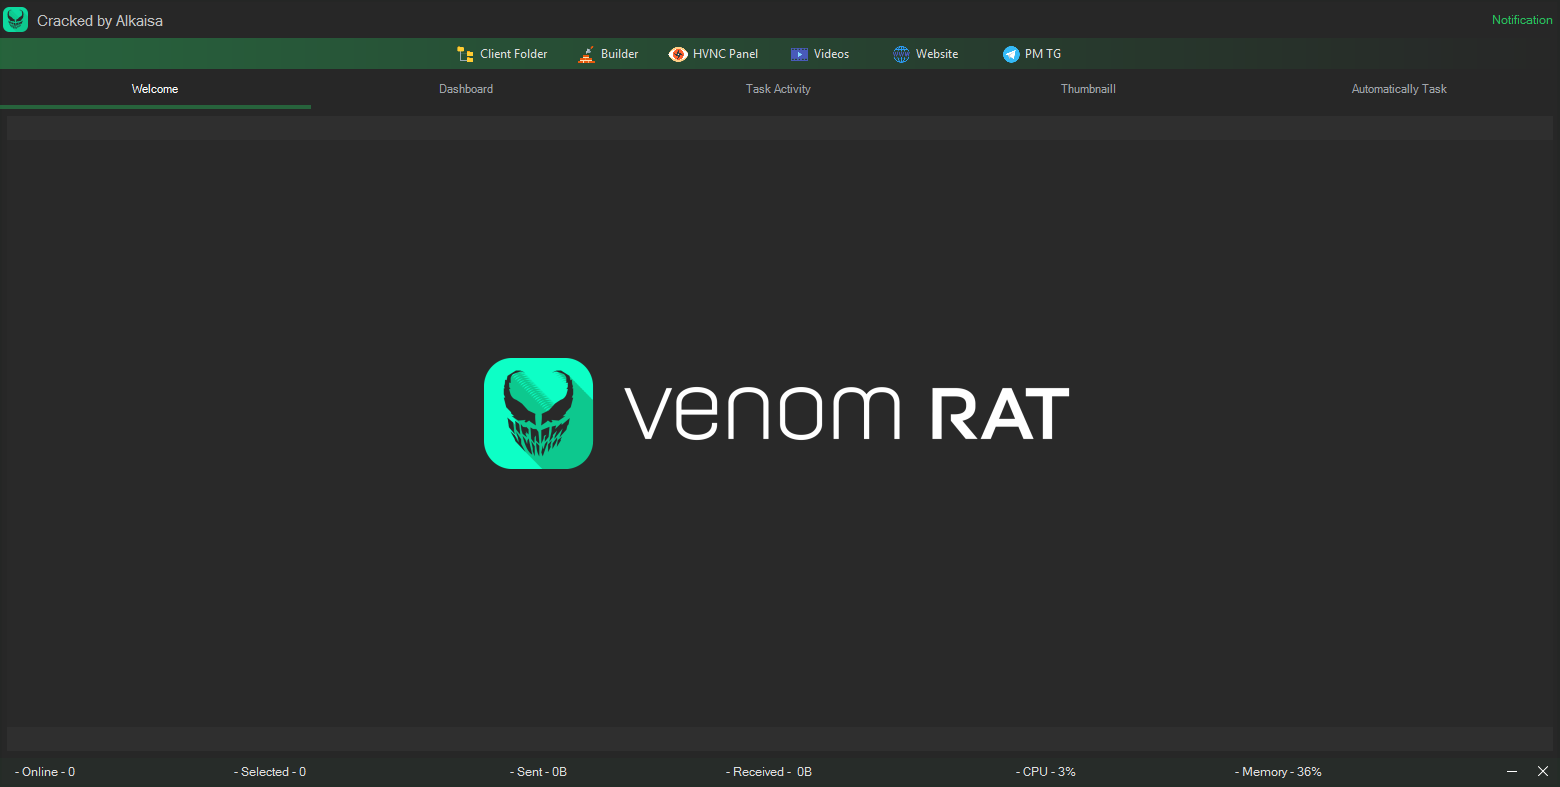 Cracked by Alkaisa
Notification
Client Folder Builder HVNC Panel Videos Website PM TG
Welcome Dashboard Task Activity Thumbnaill Automatically Task
venom RAT
- Online - 0 - Selected - 0 - Sent - 0B - Received - 0B - CPU - 3% - Memory - 36%